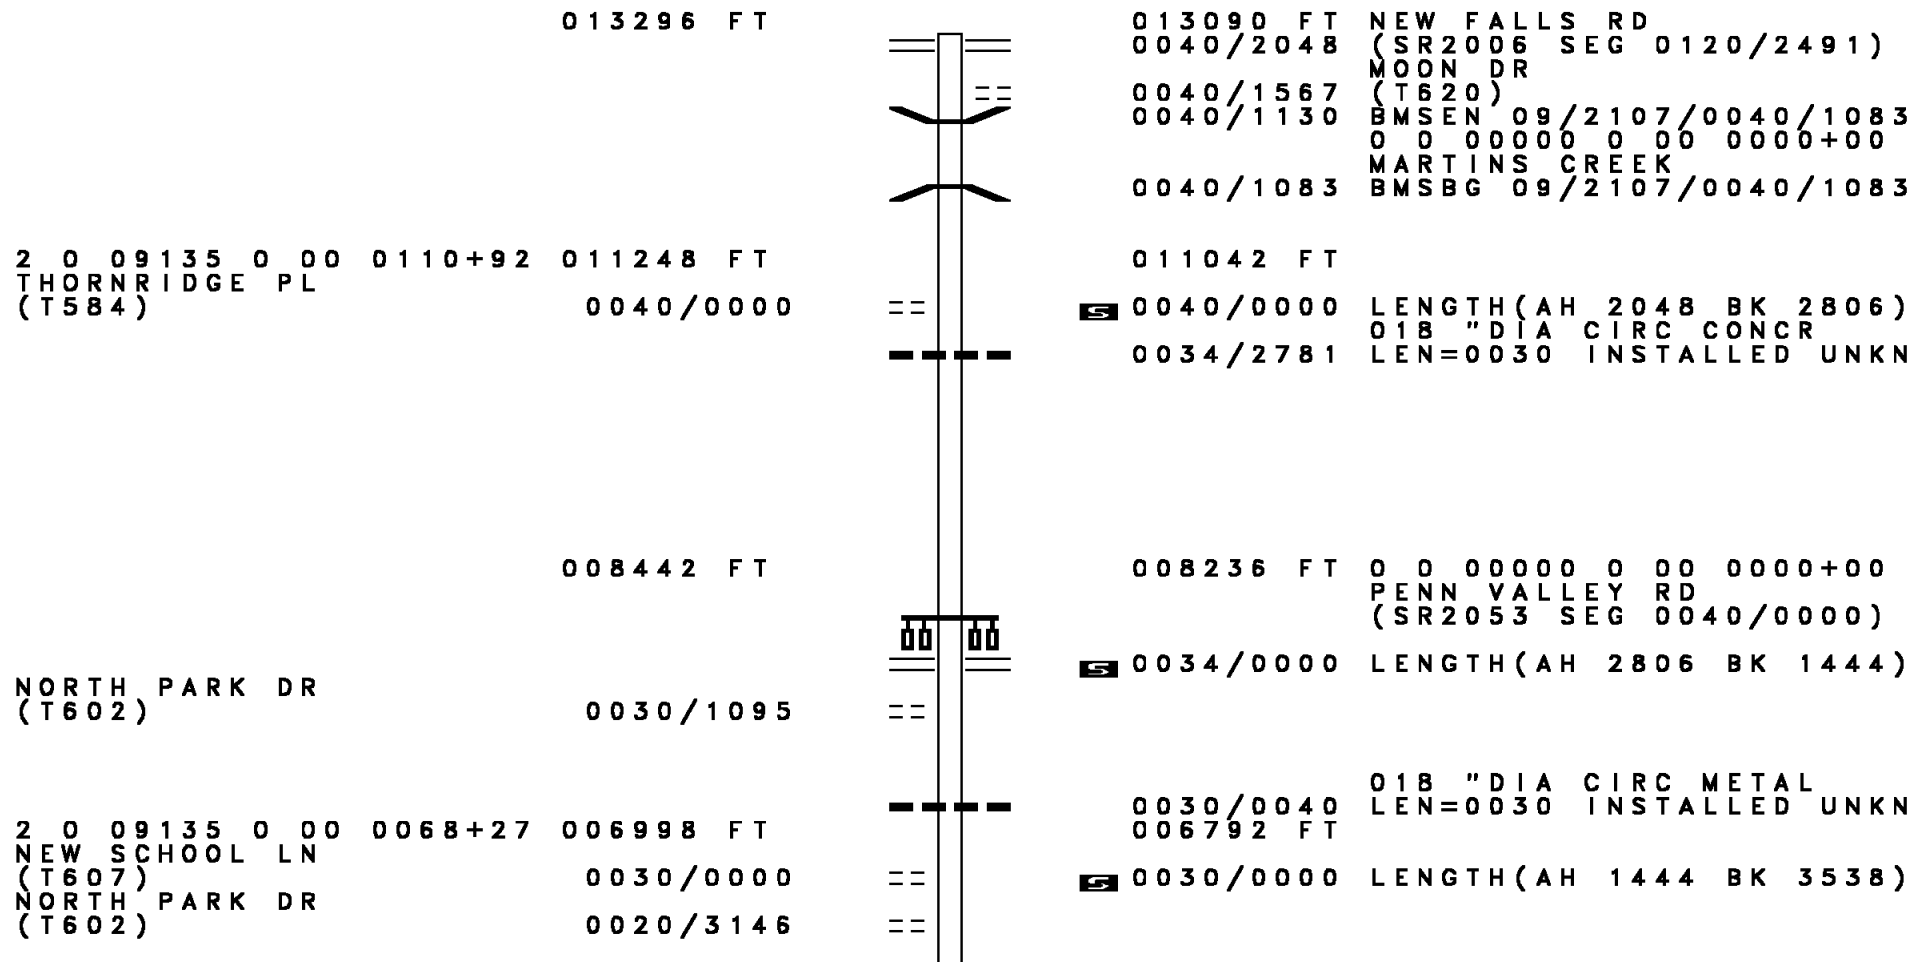 013296 FT 013090 FT NEW FALLS RD
0040/2048 (SR2006 SEG 0120/2491)
MOON DR
0040/1567 (T620)
0040/1130 BMSEN 09/2107/0040/1083
0 0 00000 0 00 0000+00
MARTINS CREEK
0040/1083 BMSBG 09/2107/0040/1083
2 0 09135 0 00 0110+92 011248 FT 011042 FT
THORNRIDGE PL
(T584) 0040/0000 S 0040/0000 LENGTH(AH 2048 BK 2806)
018 "DIA CIRC CONCR
0034/2781 LEN=0030 INSTALLED UNKN
008442 FT 008236 FT 0 0 00000 0 00 0000+00
PENN VALLEY RD
(SR2053 SEG 0040/0000)
S 0034/0000 LENGTH(AH 2806 BK 1444)
NORTH PARK DR
(T602) 0030/1095
018 "DIA CIRC METAL
0030/0040 LEN=0030 INSTALLED UNKN
2 0 09135 0 00 0068+27 006998 FT 006792 FT
NEW SCHOOL LN
(T607) 0030/0000 S 0030/0000 LENGTH(AH 1444 BK 3538)
NORTH PARK DR
(T602) 0020/3146